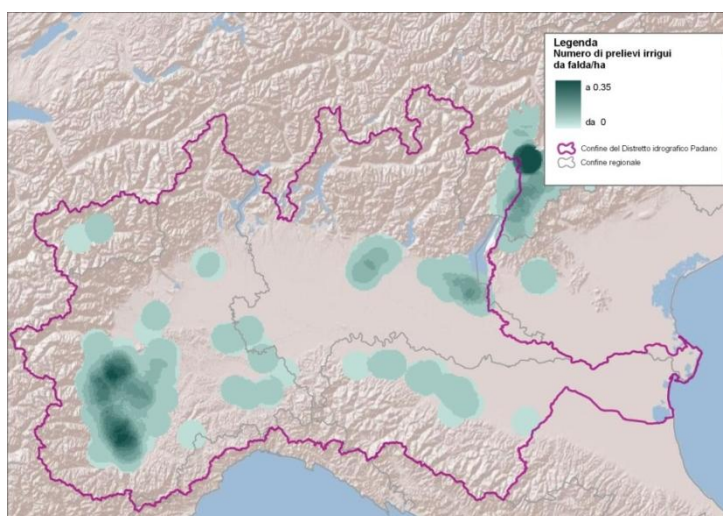 Legenda
Numero di prelievi irrigui
da falda/ha
a 0.35
da 0
Confine del Distretto idrografico Padano
Confine regionale